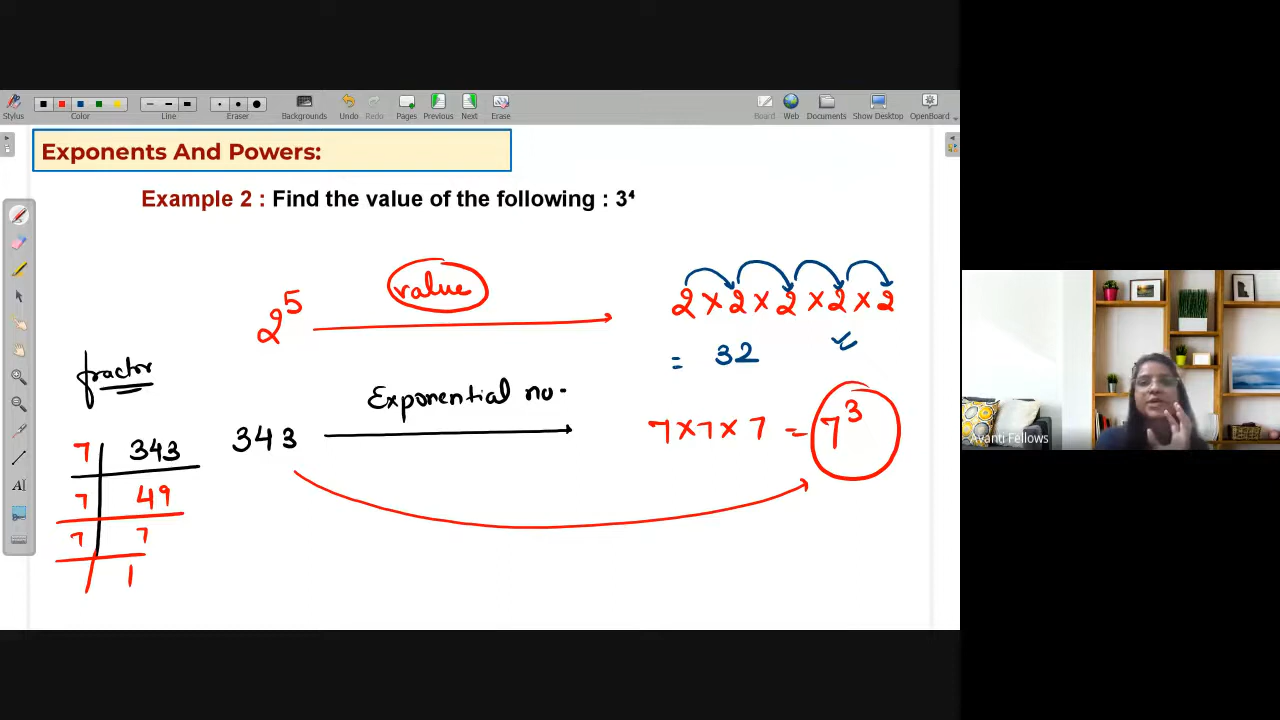 Stylus
Color
Line
Eraser
Backgrounds
Undo
Redo
Pages
Previous
Next
Erase
Board
Web
Documents
Show Desktop
OpenBoard
Exponents And Powers:
Example 2 : Find the value of the following : 3⁴
2⁵ value 2 × 2 × 2 × 2 × 2
= 32
fractor
Exponential no.
343 7 × 7 × 7 = 7³
7 343
7 49
7 7
1
Avanti Fellows